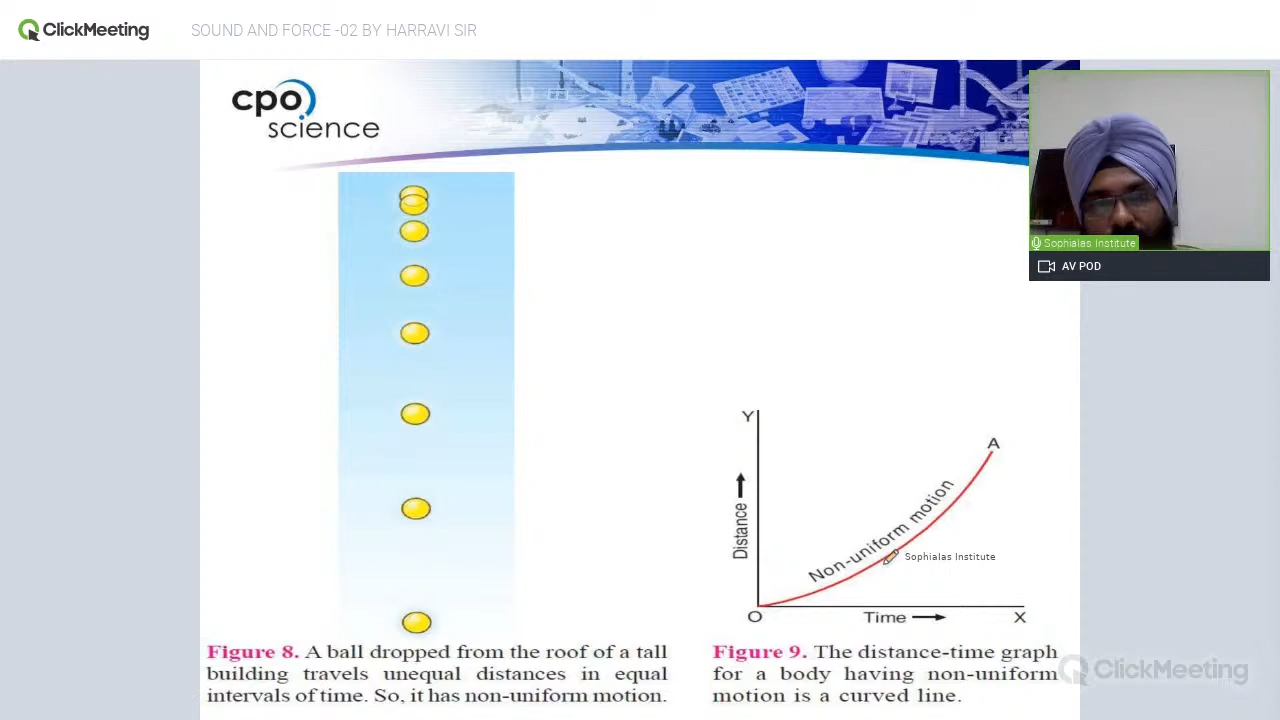 ClickMeeting
SOUND AND FORCE -02 BY HARRAVI SIR
cpo
science
Sophialas Institute
AV POD
Y
A
Distance
Non-uniform motion
Sophialas Institute
O
Time
X
Figure 8. A ball dropped from the roof of a tall
building travels unequal distances in equal
intervals of time. So, it has non-uniform motion.
Figure 9. The distance-time graph
for a body having non-uniform
motion is a curved line.
ClickMeeting